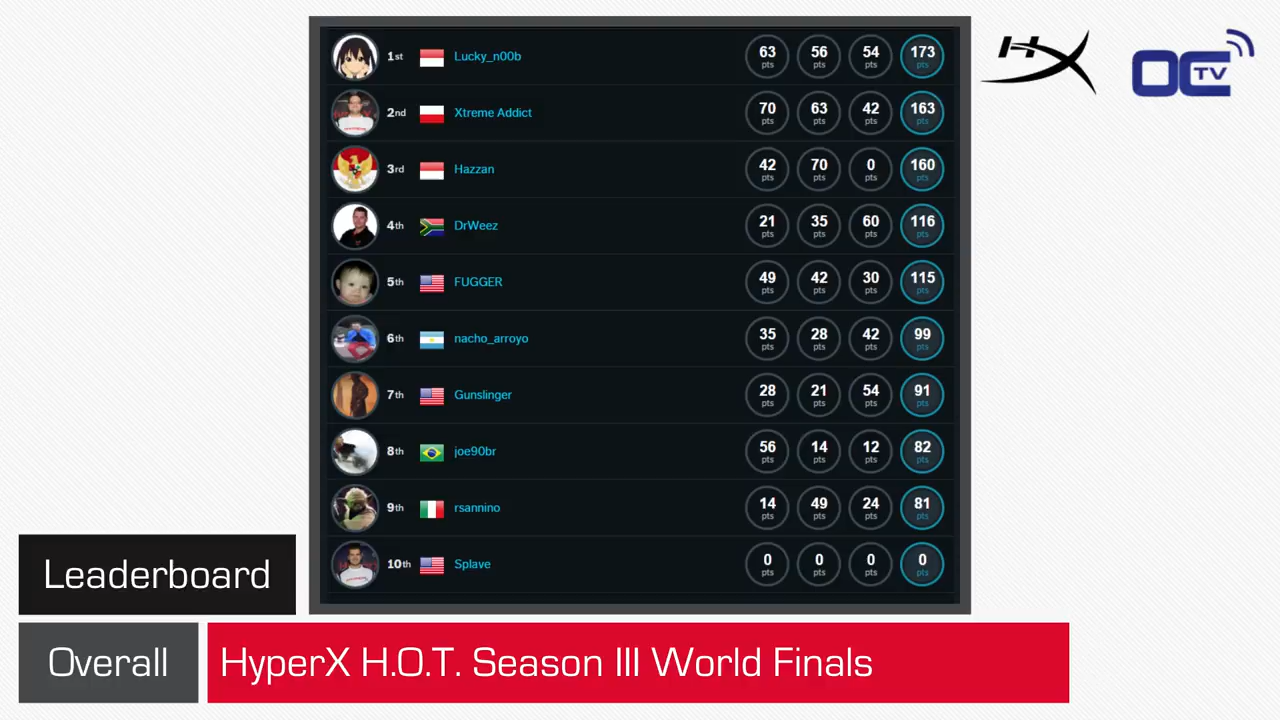 1st Lucky_n00b 63 pts 56 pts 54 pts 173 pts
2nd Xtreme Addict 70 pts 63 pts 42 pts 163 pts
3rd Hazzan 42 pts 70 pts 0 pts 160 pts
4th DrWeez 21 pts 35 pts 60 pts 116 pts
5th FUGGER 49 pts 42 pts 30 pts 115 pts
6th nacho_arroyo 35 pts 28 pts 42 pts 99 pts
7th Gunslinger 28 pts 21 pts 54 pts 91 pts
8th joe90br 56 pts 14 pts 12 pts 82 pts
9th rsannino 14 pts 49 pts 24 pts 81 pts
10th Splave 0 pts 0 pts 0 pts 0 pts
HX
OC TV
Leaderboard
Overall
HyperX H.O.T. Season III World Finals